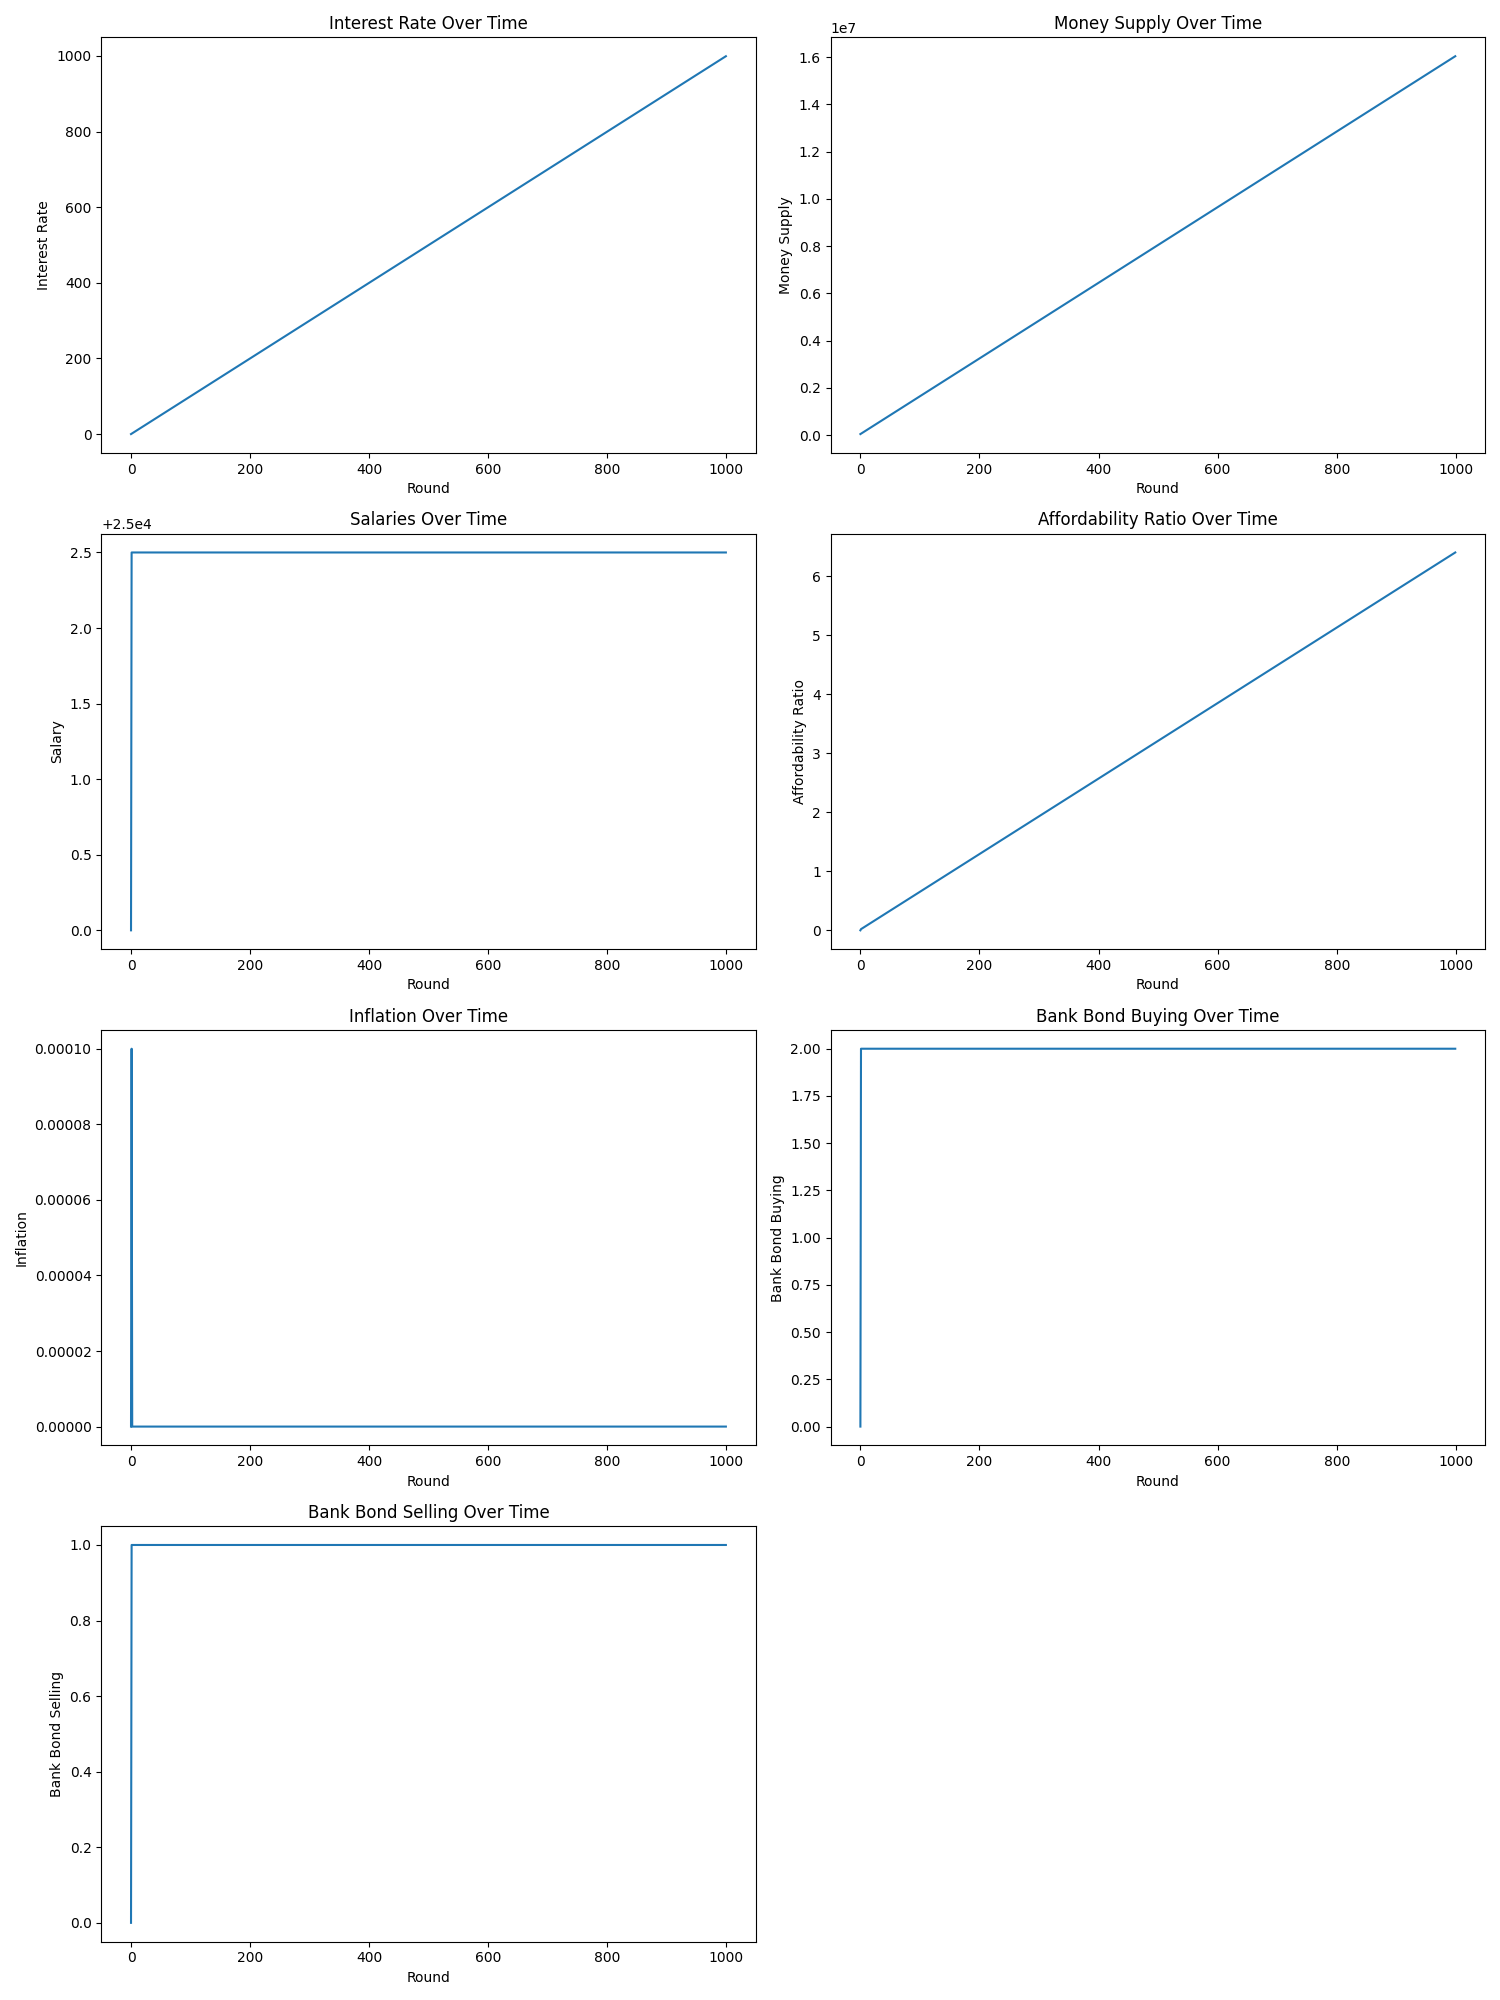 Interest Rate Over Time
1000
800
600
400
200
0
Interest Rate
0 200 400 600 800 1000
Round
Money Supply Over Time
1e7
1.6
1.4
1.2
1.0
0.8
0.6
0.4
0.2
0.0
Money Supply
0 200 400 600 800 1000
Round
Salaries Over Time
+2.5e4
2.5
2.0
1.5
1.0
0.5
0.0
Salary
0 200 400 600 800 1000
Round
Affordability Ratio Over Time
6
5
4
3
2
1
0
Affordability Ratio
0 200 400 600 800 1000
Round
Inflation Over Time
0.00010
0.00008
0.00006
0.00004
0.00002
0.00000
Inflation
0 200 400 600 800 1000
Round
Bank Bond Buying Over Time
2.00
1.75
1.50
1.25
1.00
0.75
0.50
0.25
0.00
Bank Bond Buying
0 200 400 600 800 1000
Round
Bank Bond Selling Over Time
1.0
0.8
0.6
0.4
0.2
0.0
Bank Bond Selling
0 200 400 600 800 1000
Round